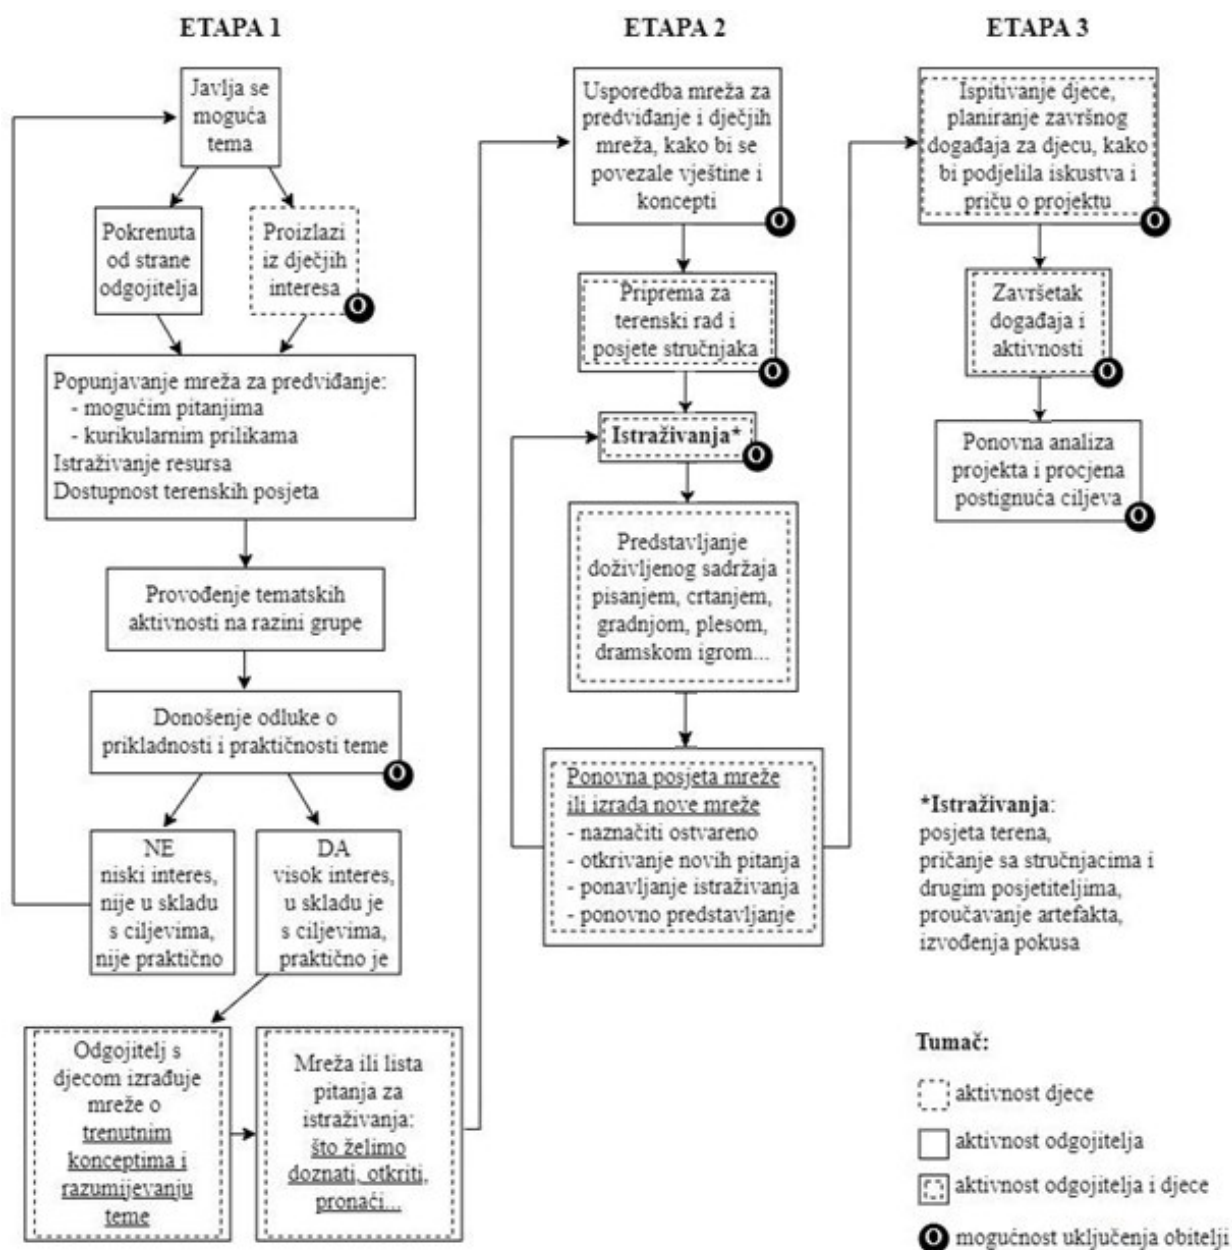 ETAPA 1
Javlja se
moguća
tema
Pokrenuta
od strane
odgojitelja
Proizlazi
iz dječjih
interesa
O
Popunjavanje mreža za predviđanje:
- mogućim pitanjima
- kurikularnim prilikama
Istraživanje resursa
Dostupnost terenskih posjeta
Provođenje tematskih
aktivnosti na razini grupe
Donošenje odluke o
prikladnosti i praktičnosti teme
O
NE
niski interes,
nije u skladu
s ciljevima,
nije praktično
DA
visok interes,
u skladu je
s ciljevima,
praktično je
Odgojitelj s
djecom izrađuje
mreže o
trenutnim
konceptima i
razumijevanju
teme
Mreža ili lista
pitanja za
istraživanja:
što želimo
doznati, otkriti,
pronaći...
ETAPA 2
Usporedba mreža za
predviđanje i dječjih
mreža, kako bi se
povezale vještine i
koncepti
O
Priprema za
terenski rad i
posjete stručnjaka
O
Istraživanja*
O
Predstavljanje
doživljenog sadržaja
pisanjem, crtanjem,
gradnjom, plesom,
dramskom igrom...
Ponovna posjeta mreže
ili izrada nove mreže
- naznačiti ostvareno
- otkrivanje novih pitanja
- ponavljanje istraživanja
- ponovno predstavljanje
ETAPA 3
Ispitivanje djece,
planiranje završnog
događaja za djecu, kako
bi podjelila iskustva i
priču o projektu
O
Završetak
događaja i
aktivnosti
O
Ponovna analiza
projekta i procjena
postignuća ciljeva
O
*Istraživanja:
posjeta terena,
pričanje sa stručnjacima i
drugim posjetiteljima,
proučavanje artefakta,
izvođenja pokusa
Tumač:
aktivnost djece
aktivnost odgojitelja
aktivnost odgojitelja i djece
O mogućnost uključenja obitelji